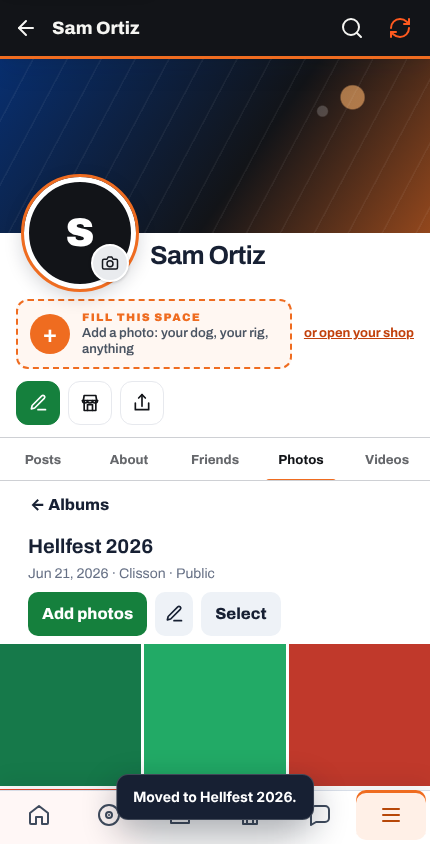 Sam Ortiz
S
Sam Ortiz
FILL THIS SPACE
Add a photo: your dog, your rig,
anything
or open your shop
Posts
About
Friends
Photos
Videos
← Albums
Hellfest 2026
Jun 21, 2026 · Clisson · Public
Add photos
Select
Moved to Hellfest 2026.